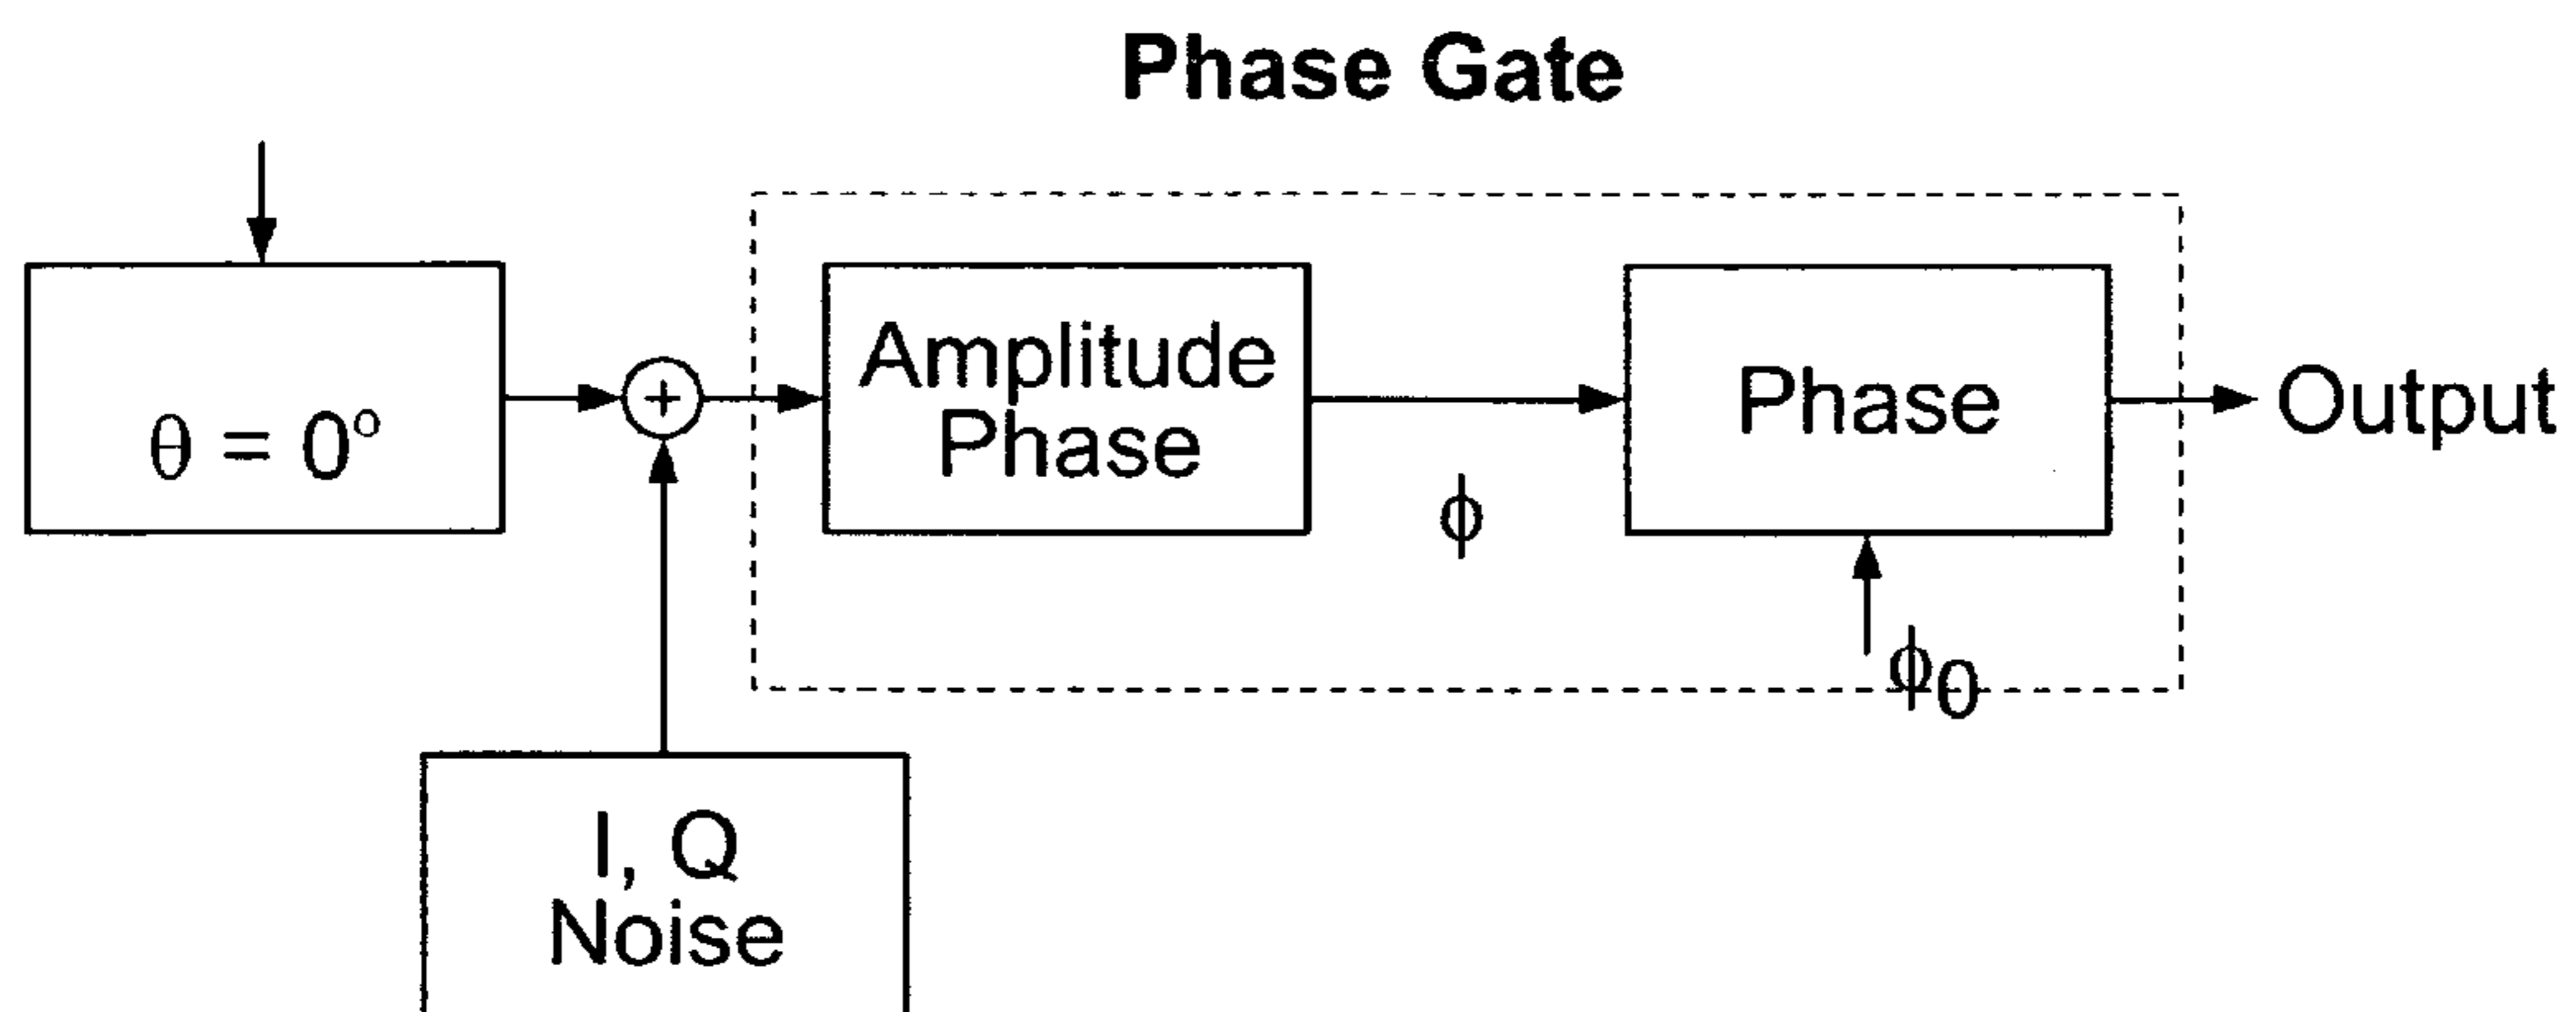 Phase Gate
θ = 0°
+
Amplitude
Phase
ϕ
Phase
ϕ0
Output
I, Q
Noise